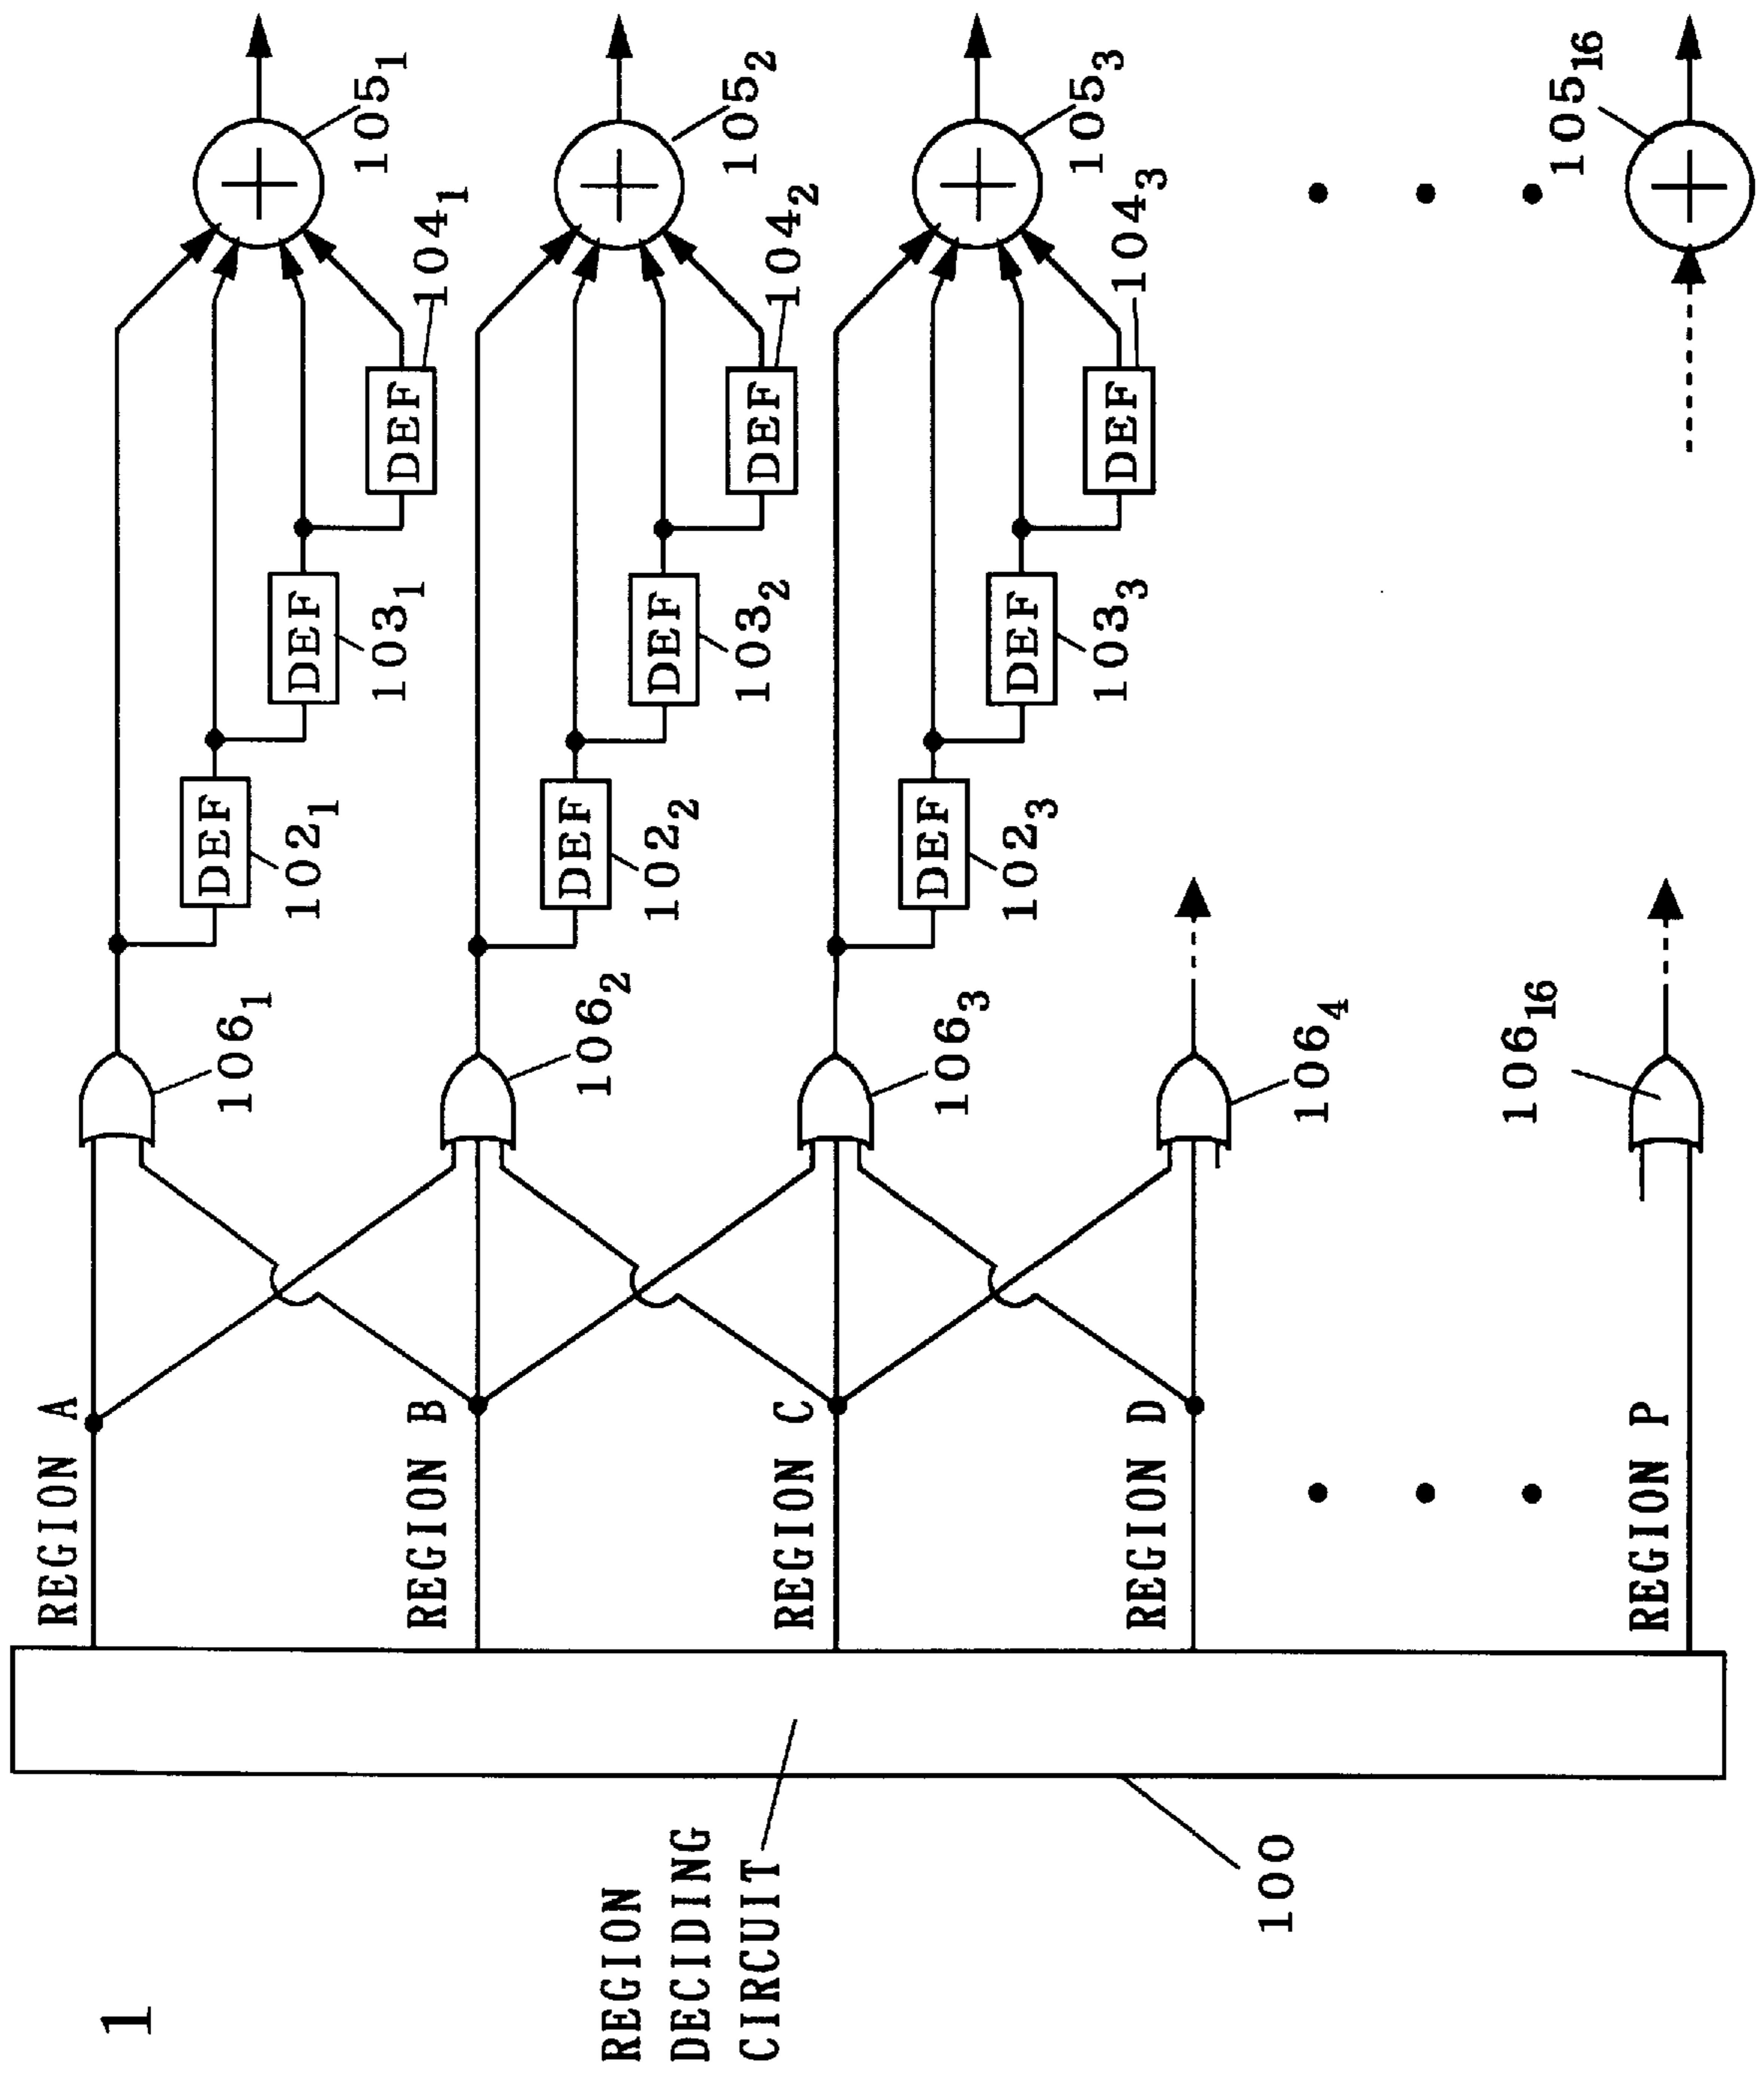 1
REGION
DECIDING
CIRCUIT
100
REGION A
REGION B
REGION C
REGION D
REGION P
106₁
106₂
106₃
106₄
106₁₆
DEF
102₁
DEF
103₁
DEF
104₁
105₁
DEF
102₂
DEF
103₂
DEF
104₂
105₂
DEF
102₃
DEF
103₃
DEF
104₃
105₃
105₁₆